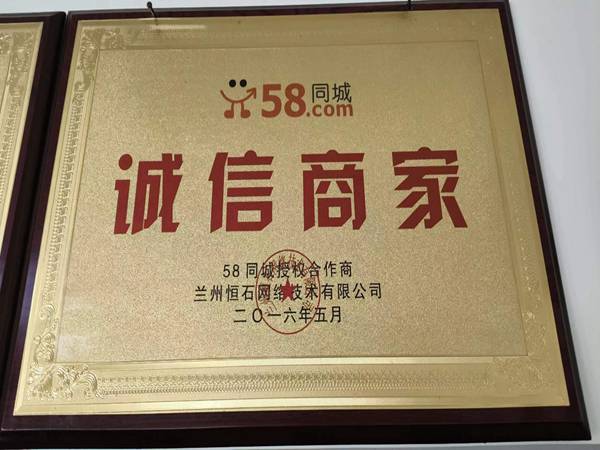 58同城
.com
诚信商家
58同城授权合作商
兰州恒石网络技术有限公司
二〇一六年五月